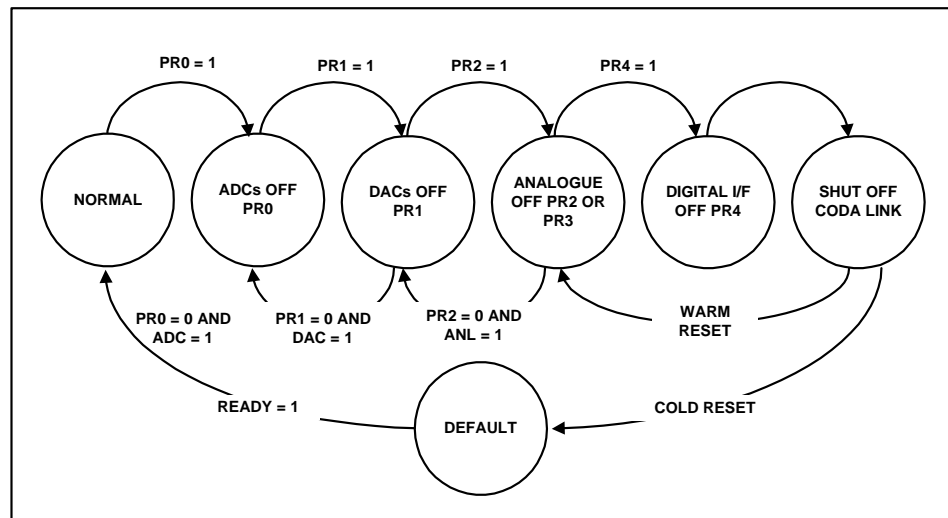 PR0 = 1
PR1 = 1
PR2 = 1
PR4 = 1
NORMAL
ADCs OFF
PR0
DACs OFF
PR1
ANALOGUE
OFF PR2 OR
PR3
DIGITAL I/F
OFF PR4
SHUT OFF
CODA LINK
PR0 = 0 AND
ADC = 1
PR1 = 0 AND
DAC = 1
PR2 = 0 AND
ANL = 1
WARM
RESET
READY = 1
DEFAULT
COLD RESET